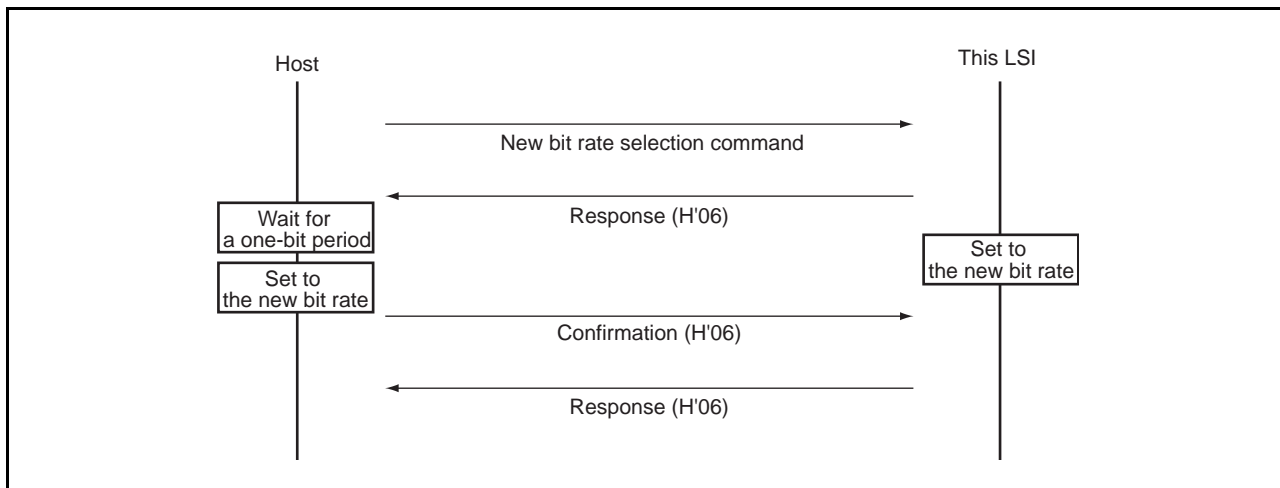 Host
This LSI
New bit rate selection command
Response (H'06)
Wait for
a one-bit period
Set to
the new bit rate
Set to
the new bit rate
Confirmation (H'06)
Response (H'06)